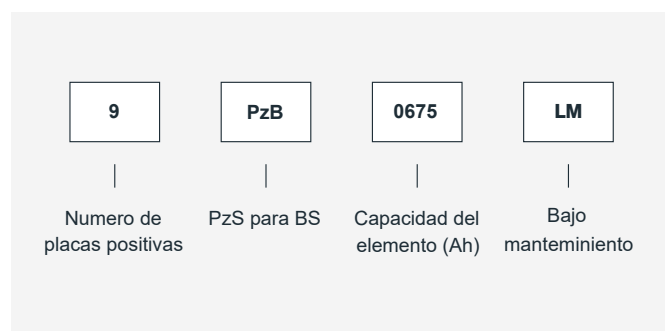 9 PzB 0675 LM
Numero de
placas positivas
PzS para BS
Capacidad del
elemento (Ah)
Bajo
manteminiento